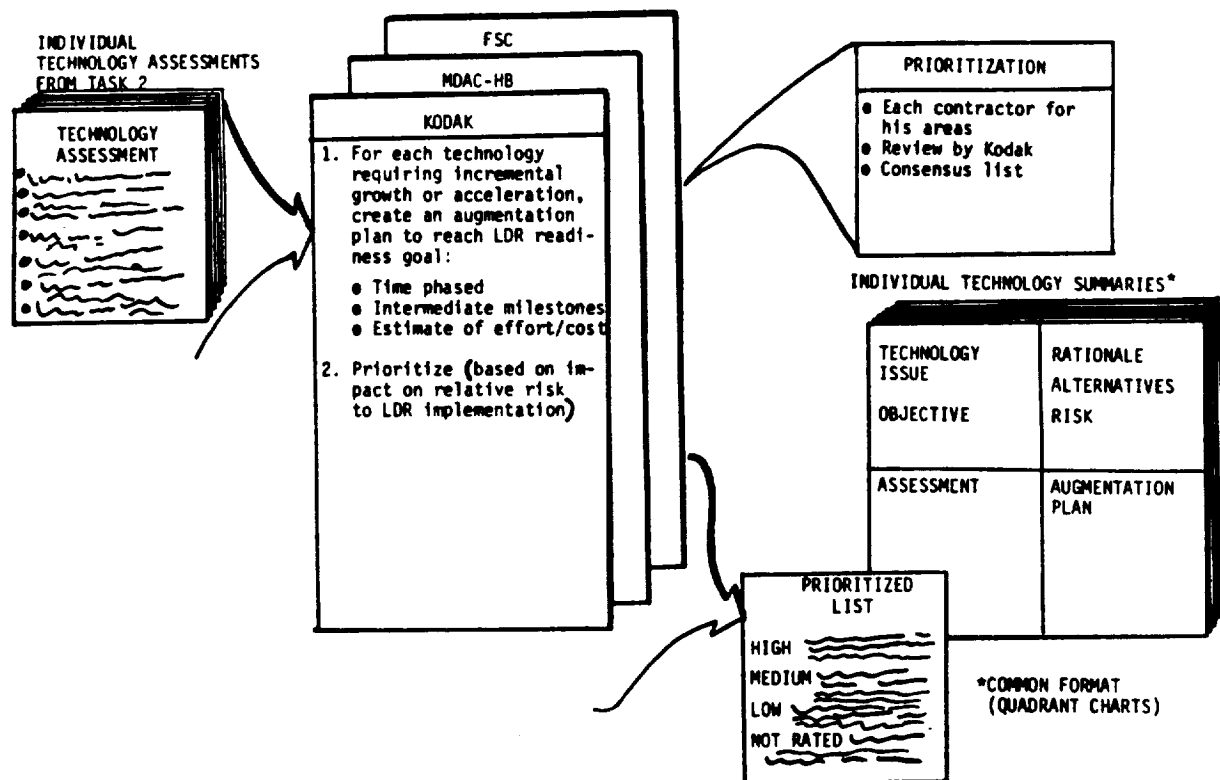 INDIVIDUAL
TECHNOLOGY ASSESSMENTS
FROM TASK 2
TECHNOLOGY
ASSESSMENT
FSC
MDAC-HB
KODAK
1. For each technology
requiring incremental
growth or acceleration,
create an augmentation
plan to reach LDR readi-
ness goal:
● Time phased
● Intermediate milestones
● Estimate of effort/cost
2. Prioritize (based on im-
pact on relative risk
to LDR implementation)
PRIORITIZATION
● Each contractor for
his areas
● Review by Kodak
● Consensus list
INDIVIDUAL TECHNOLOGY SUMMARIES*
TECHNOLOGY
ISSUE
OBJECTIVE
RATIONALE
ALTERNATIVES
RISK
ASSESSMENT
AUGMENTATION
PLAN
PRIORITIZED
LIST
HIGH
MEDIUM
LOW
NOT RATED
*COMMON FORMAT
(QUADRANT CHARTS)